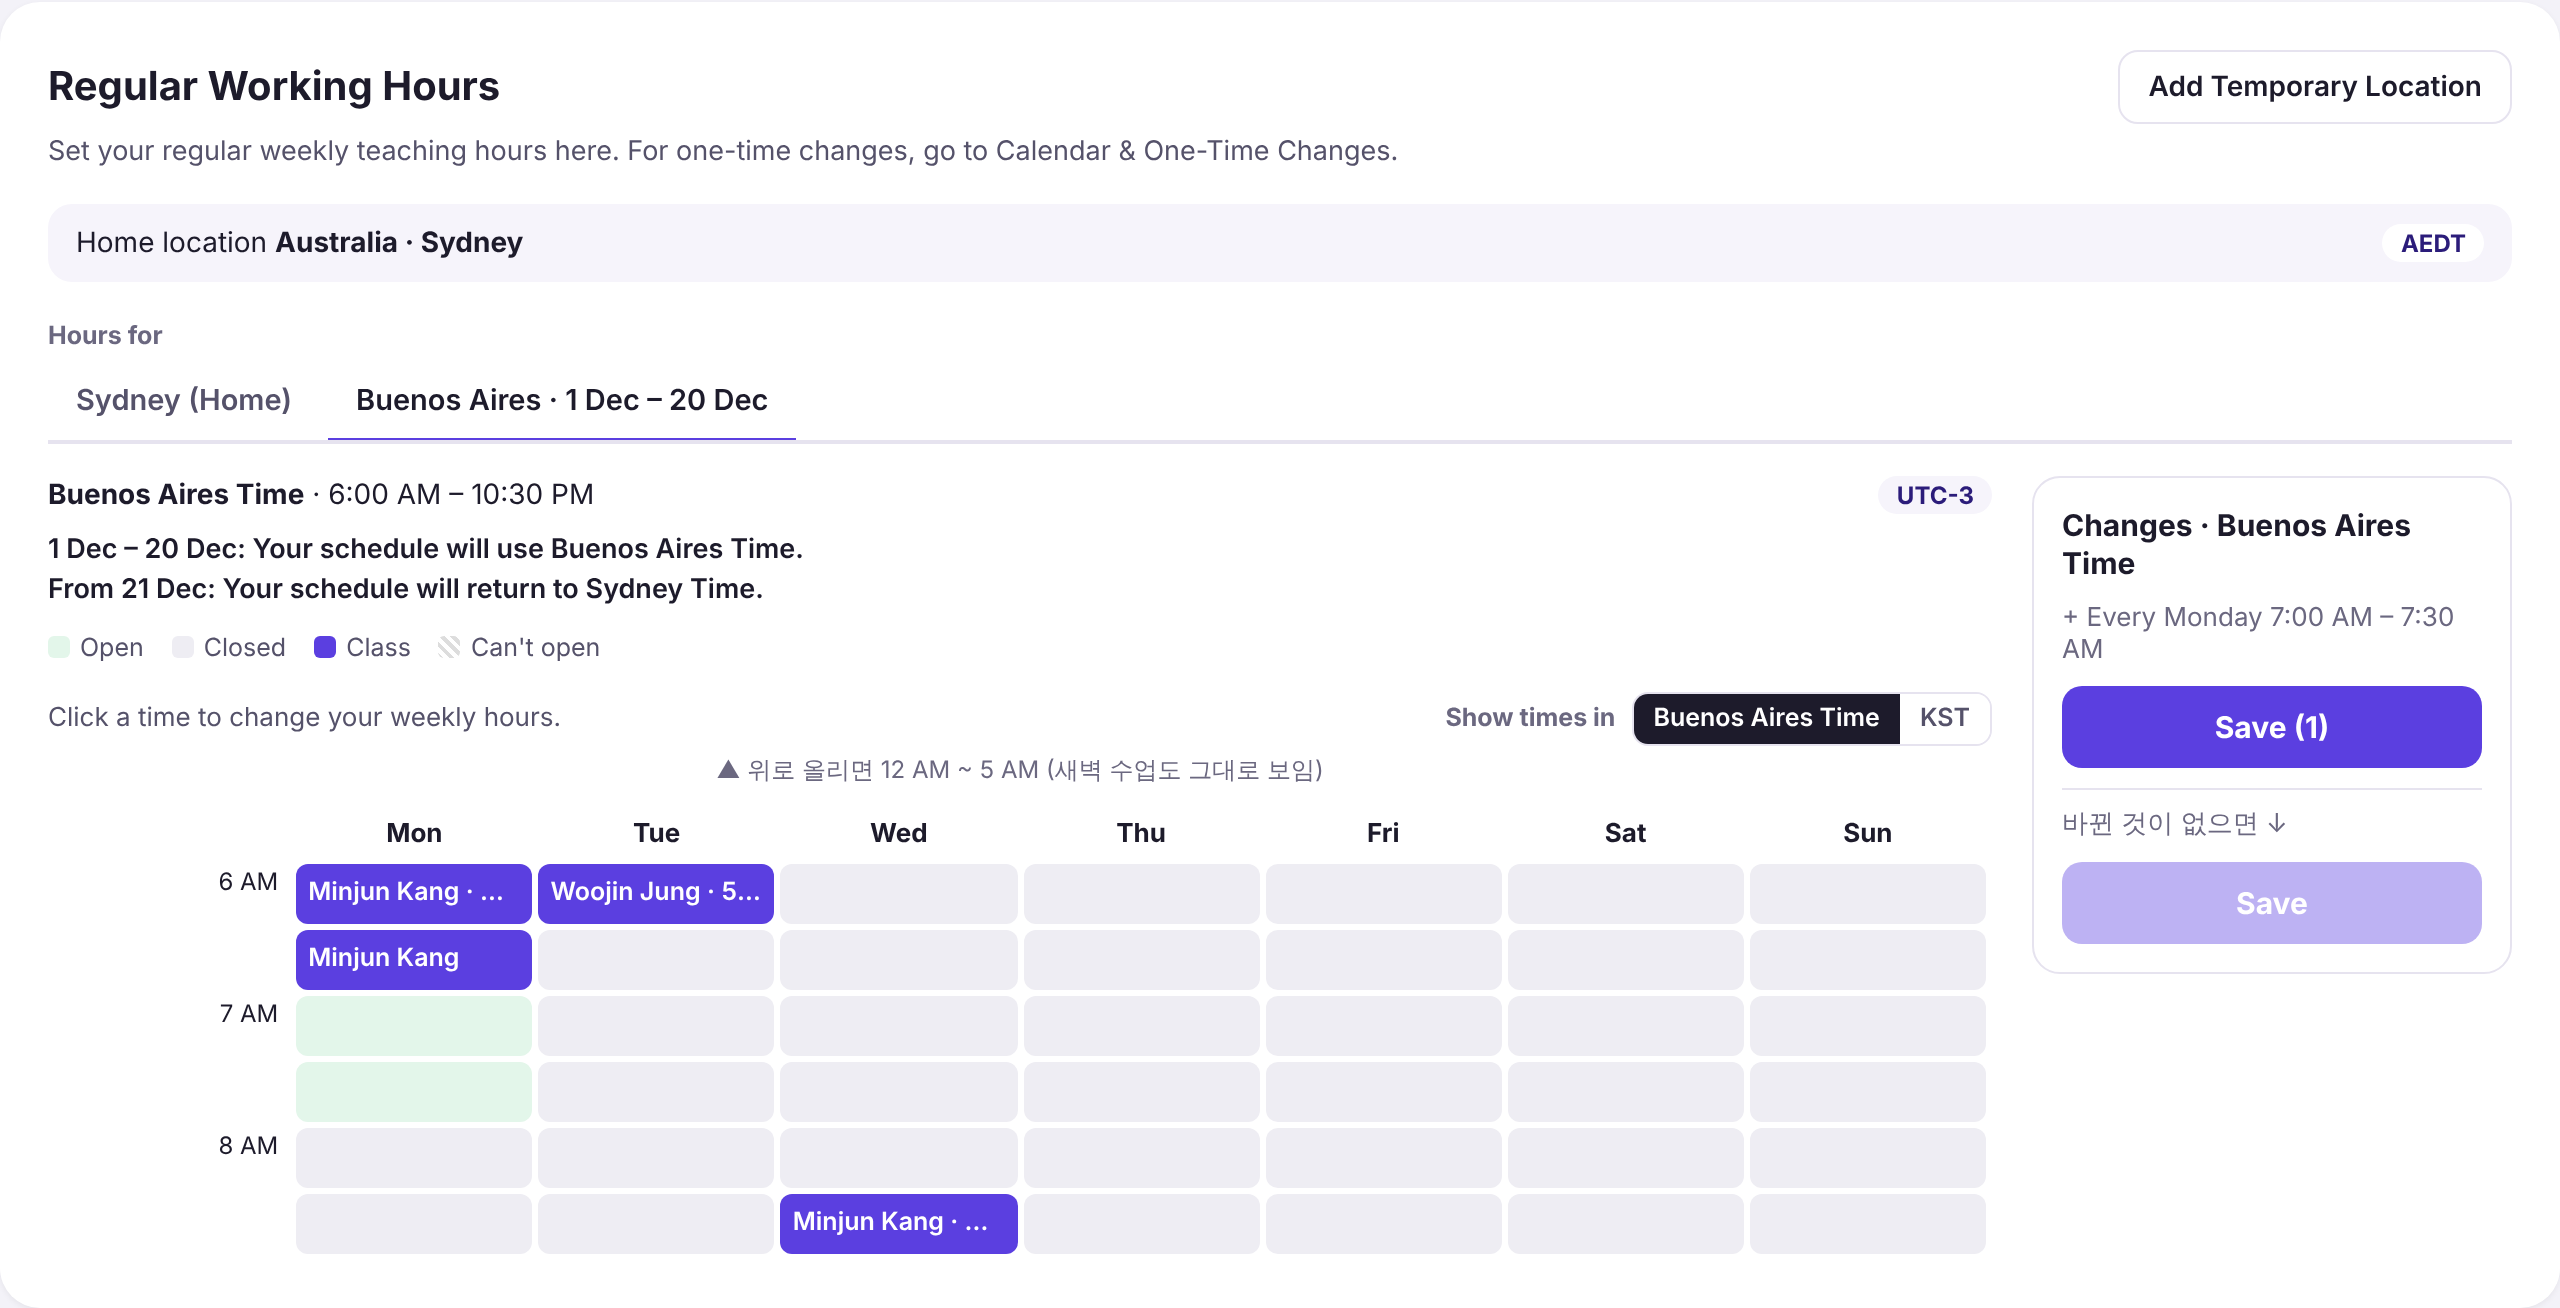 Regular Working Hours
Add Temporary Location
Set your regular weekly teaching hours here. For one-time changes, go to Calendar & One-Time Changes.
Home location Australia · Sydney
AEDT
Hours for
Sydney (Home)
Buenos Aires · 1 Dec – 20 Dec
Buenos Aires Time · 6:00 AM – 10:30 PM
UTC-3
1 Dec – 20 Dec: Your schedule will use Buenos Aires Time.
From 21 Dec: Your schedule will return to Sydney Time.
Open
Closed
Class
Can't open
Click a time to change your weekly hours.
Show times in
Buenos Aires Time
KST
▲ 위로 올리면 12 AM ~ 5 AM (새벽 수업도 그대로 보임)
Mon
Tue
Wed
Thu
Fri
Sat
Sun
6 AM
Minjun Kang · ...
Woojin Jung · 5...
Minjun Kang
7 AM
8 AM
Minjun Kang · ...
Changes · Buenos Aires
Time
+ Every Monday 7:00 AM – 7:30
AM
Save (1)
바뀐 것이 없으면 ↓
Save